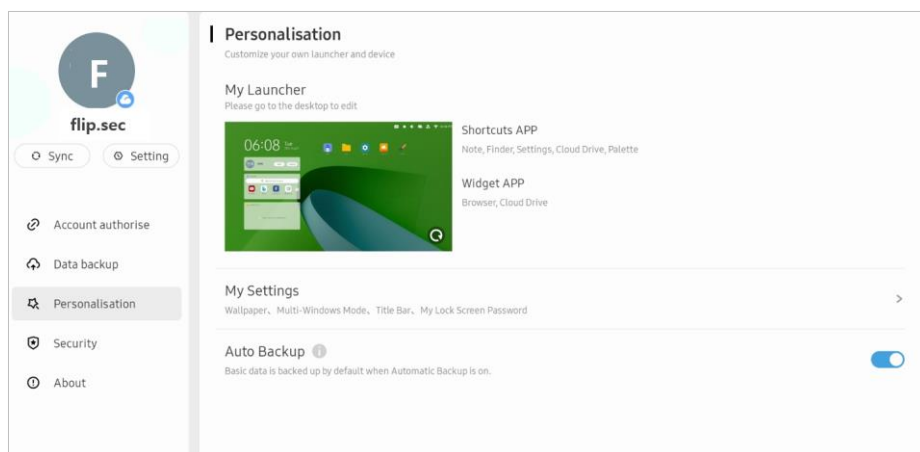 F
flip.sec
Sync
Setting
Account authorise
Data backup
Personalisation
Security
About
Personalisation
Customize your own launcher and device
My Launcher
Please go to the desktop to edit
06:08
Shortcuts APP
Note, Finder, Settings, Cloud Drive, Palette
Widget APP
Browser, Cloud Drive
My Settings
Wallpaper、Multi-Windows Mode、Title Bar、My Lock Screen Password
Auto Backup
Basic data is backed up by default when Automatic Backup is on.